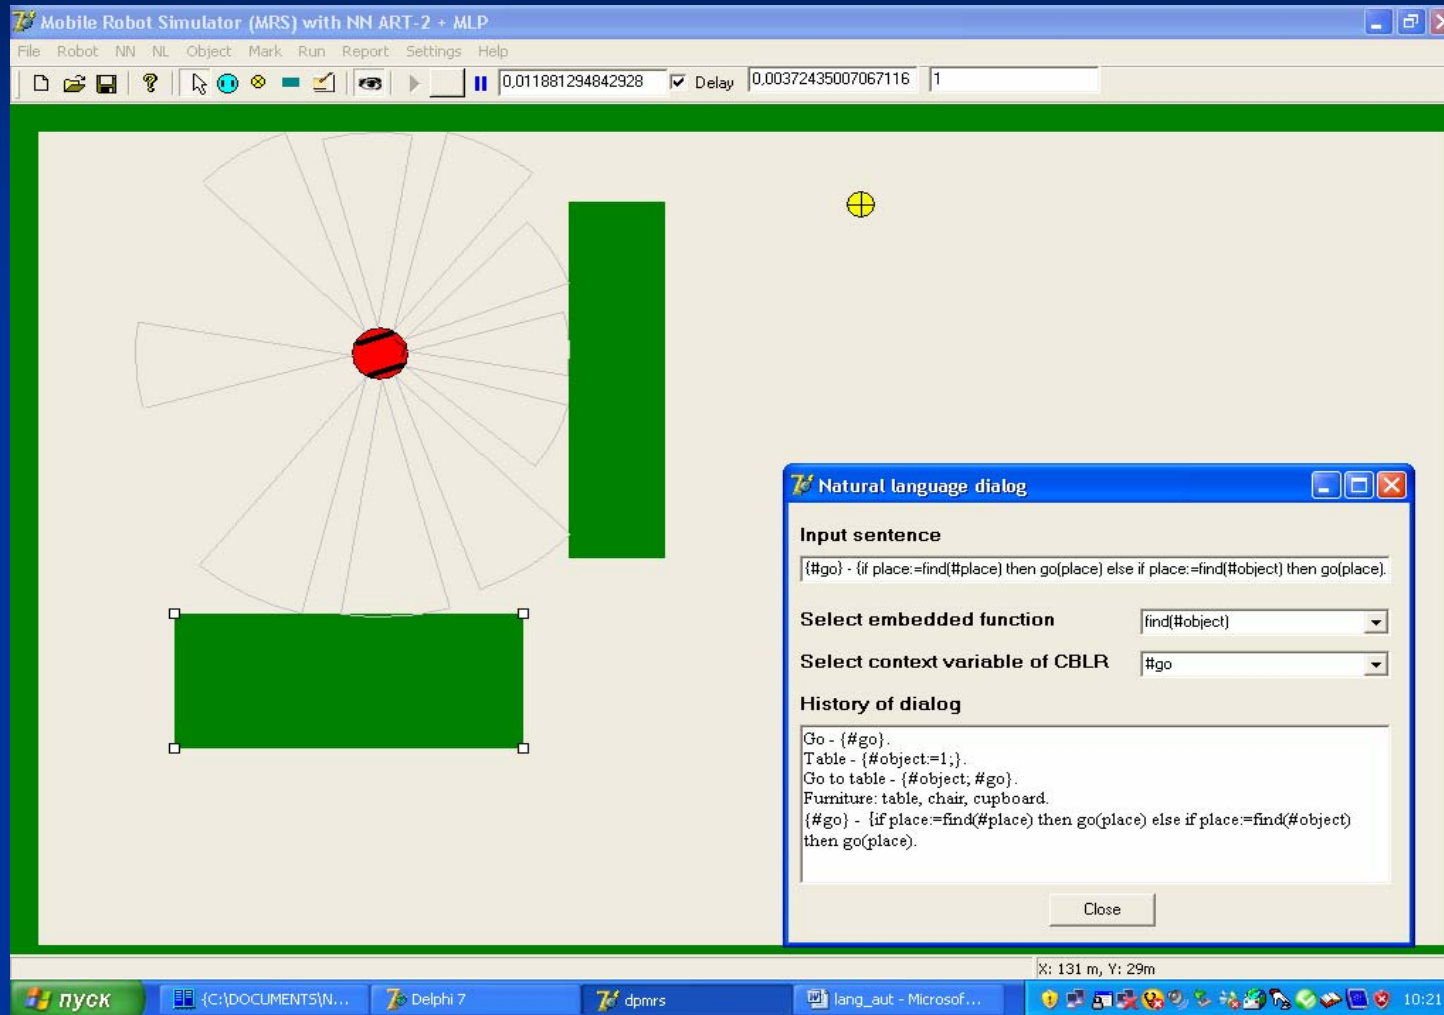 Mobile Robot Simulator (MRS) with NN ART-2 + MLP
File Robot NN NL Object Mark Run Report Settings Help
0,011881294842928 Delay 0,00372435007067116 1
Natural language dialog
Input sentence
{#go} - {if place:=find(#place) then go(place) else if place:=find(#object) then go(place).
Select embedded function find(#object)
Select context variable of CBLR #go
History of dialog
Go - {#go}.
Table - {#object:=1;}.
Go to table - {#object; #go}.
Furniture: table, chair, cupboard.
{#go} - {if place:=find(#place) then go(place) else if place:=find(#object)
then go(place).
Close
X: 131 m, Y: 29m
пуск {C:\DOCUMENTS\N... Delphi 7 dpmrs lang_aut - Microsof... 10:21